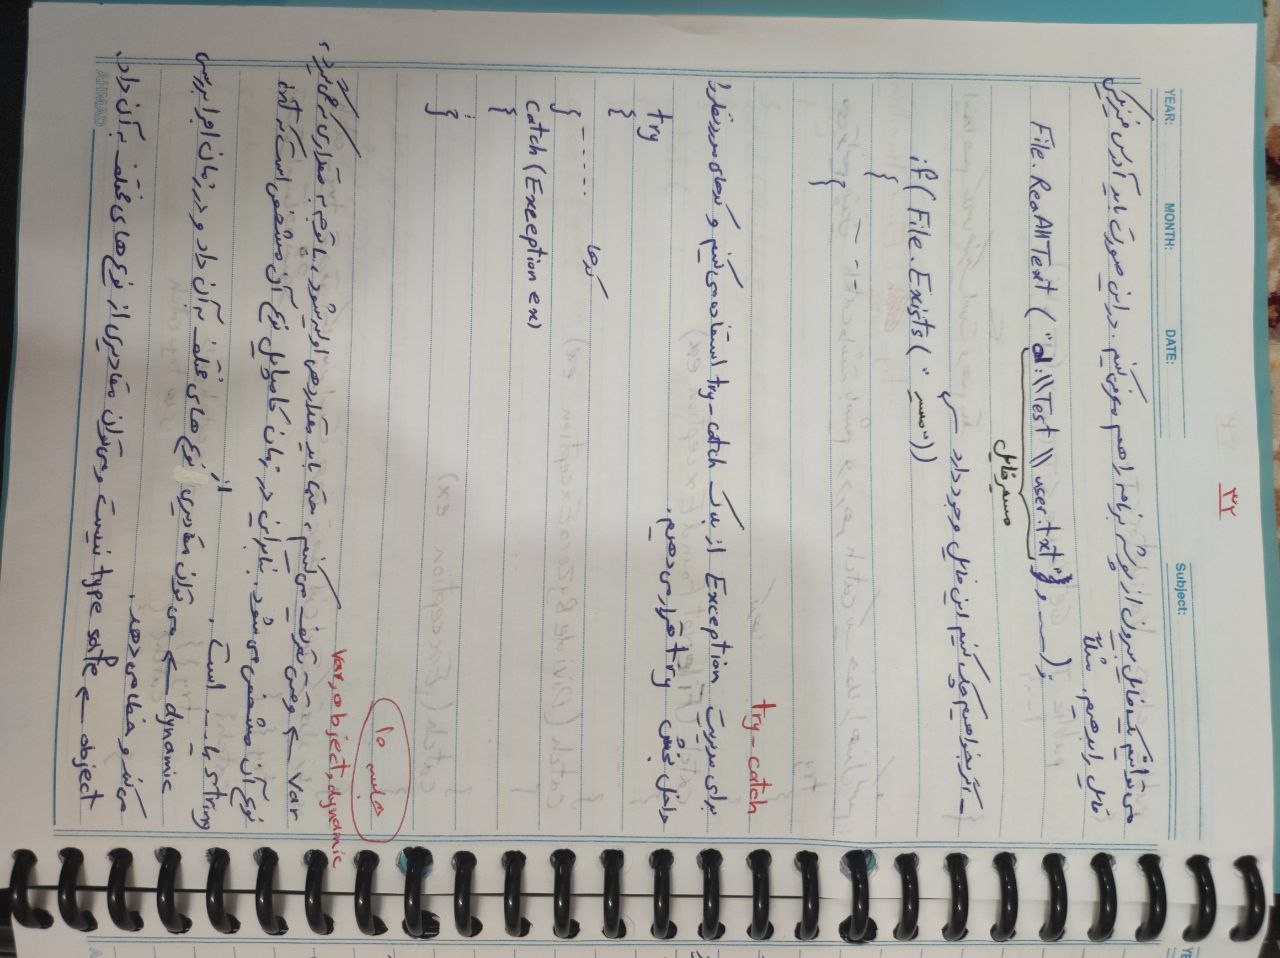 ۳۲
YEAR: MONTH: DATE: Subject:
می توانیم یک فایل بیرون از پوشه برنامه را هم معرفی کنیم. در این صورت باید آدرس فیزیکی
فایل را بدهیم. مثلاً
File.ReaAllText ("d:\\Test\\user.txt", ــــ);
مسیر فایل
- اگر بخواهیم چک کنیم این فایل وجود دارد
if( File.Exists("مسیر"))
{
- - - -
}
try-catch
برای مدیریت Exception از بلاک try-catch استفاده می کنیم و کدهای مورد نظر را
داخل بخش try قرار می دهیم.
try
{
کدها ------
}
catch (Exception ex)
{
⋮
}
جلسه ۱۰
var, object, dynamic
var ← وقتی تعریف می کنیم، حتما باید مقداردهی اولیه شود، با توجه به مقداری که می گیرد،
نوع آن مشخص می شود. بنابراین در زمان کامپایل نوع آن مشخص است که int
string یا ... است.
dynamic ← می توان مقادیری از نوع های مختلف به آن داد و در زمان اجرا بررسی
می کند و خطا می دهد.
object ← type safe نیست و می توان مقادیری از نوع های مختلف به آن داد.
AHMAD